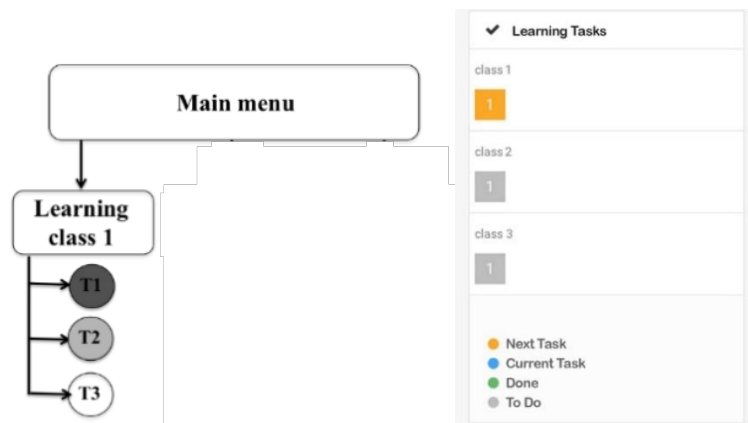 Main menu
Learning
class 1
T1
T2
T3
Learning Tasks
class 1
1
class 2
1
class 3
1
Next Task
Current Task
Done
To Do